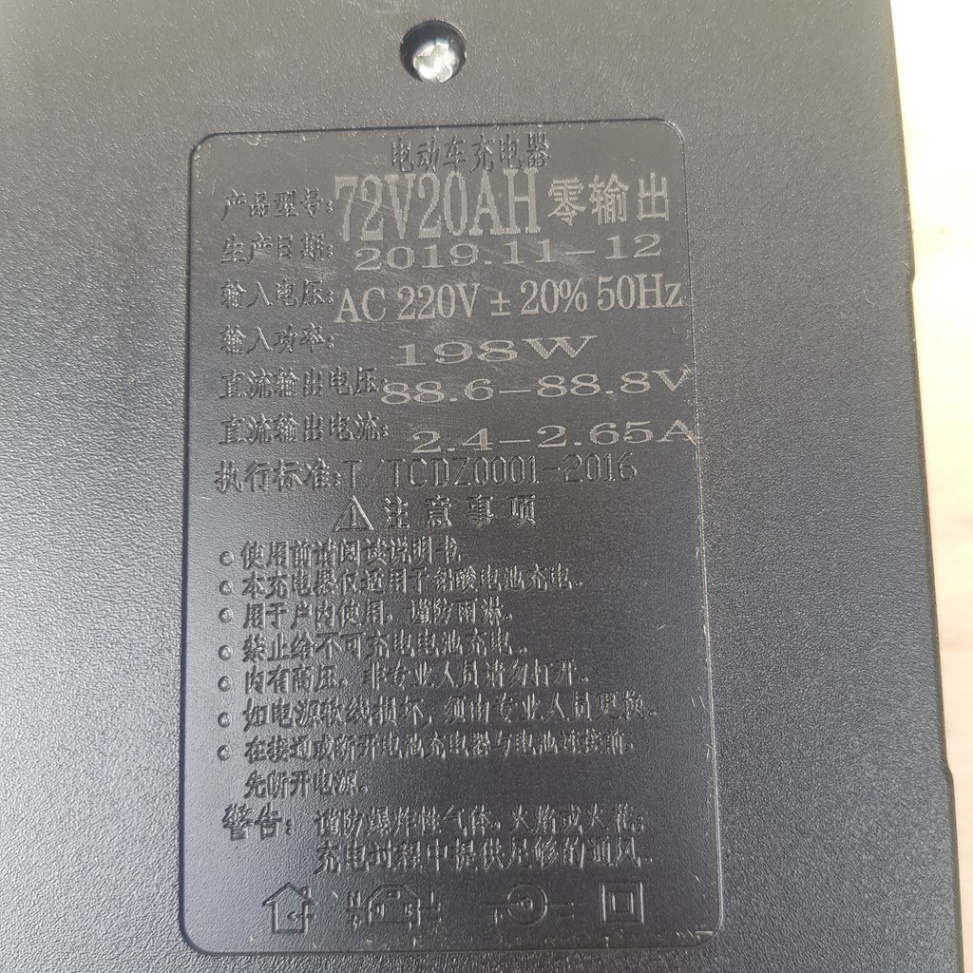 电动车充电器
产品型号:72V20AH零输出
生产日期:2019.11-12
输入电压:AC 220V ± 20% 50Hz
输入功率:198W
直流输出电压:88.6-88.8V
直流输出电流:2.4-2.65A
执行标准:T/TCDZ0001-2016
注意事项
使用前请阅读说明书.
本充电器仅适用于铅酸电池充电.
用于户内使用, 谨防雨淋.
禁止给不可充电电池充电.
内有高压, 非专业人员请勿打开.
如电源软线损坏, 须由专业人员更换.
在接通或断开电池充电器与电池连接前,
先断开电源.
警告: 谨防爆炸性气体, 火焰或火花;
充电过程中提供足够的通风.